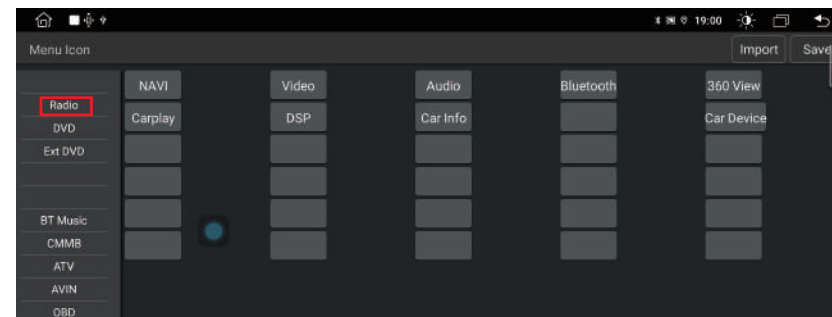 19:00
Menu Icon Import Save
NAVI Video Audio Bluetooth 360 View
Radio
Carplay DSP Car Info Car Device
DVD
Ext DVD
BT Music
CMMB
ATV
AVIN
OBD